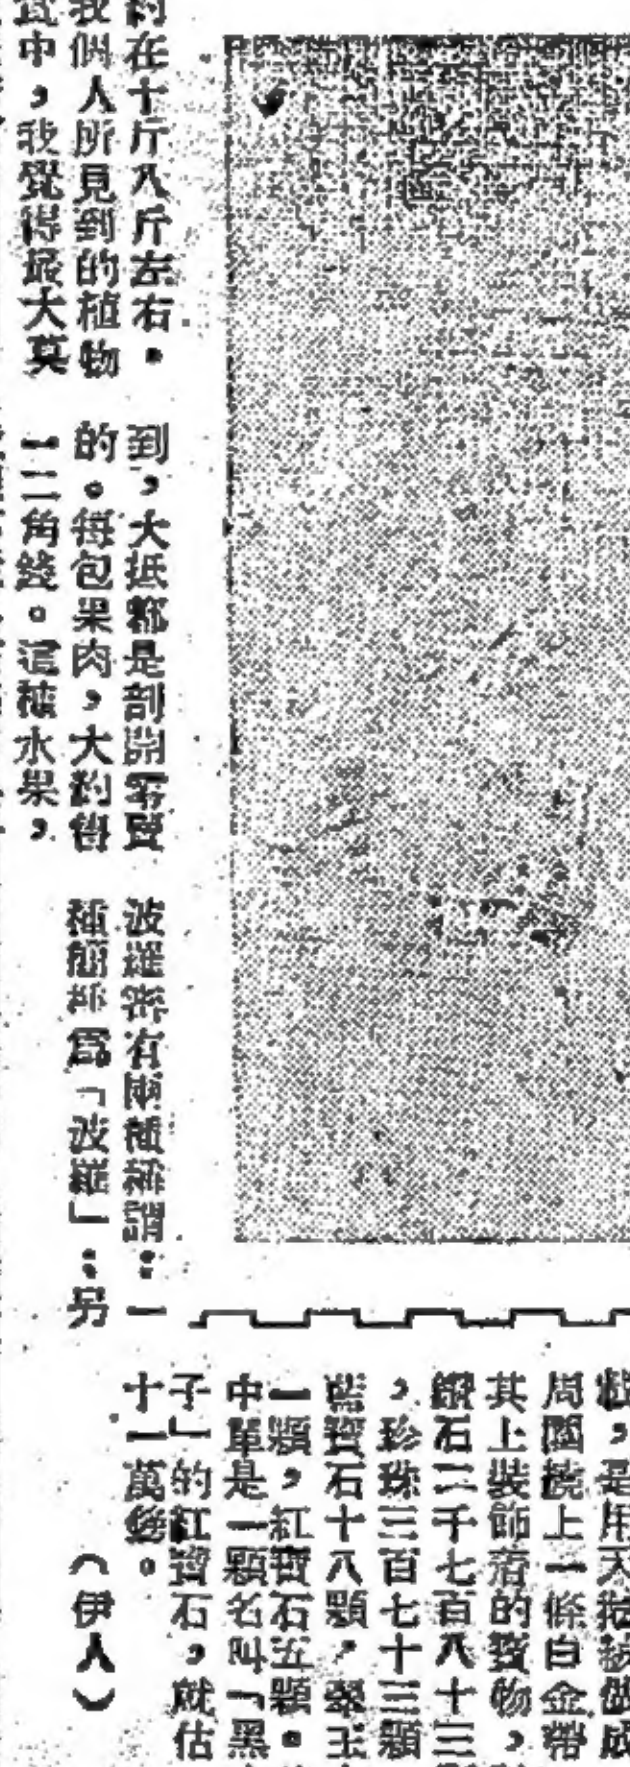 約在十斤八斤左右。
我個人所見到的植物
中，我覺得最大莫
到，大抵都是剖開零賣
的。每包果肉，大約售
一二角錢。這種水果，
波羅蜜有兩種稱謂：一
種簡稱爲「波羅」：另
，是用天
周圍繞上一條白金帶
其上裝飾着的寶物，
鑽石二千七百八十三
，珍珠三百七十三顆
藍寶石十八顆，翠玉
一顆，紅寶石五顆。
中單是一顆名叫「黑
子」的紅寶石，就估
十一萬鎊。
（伊人）